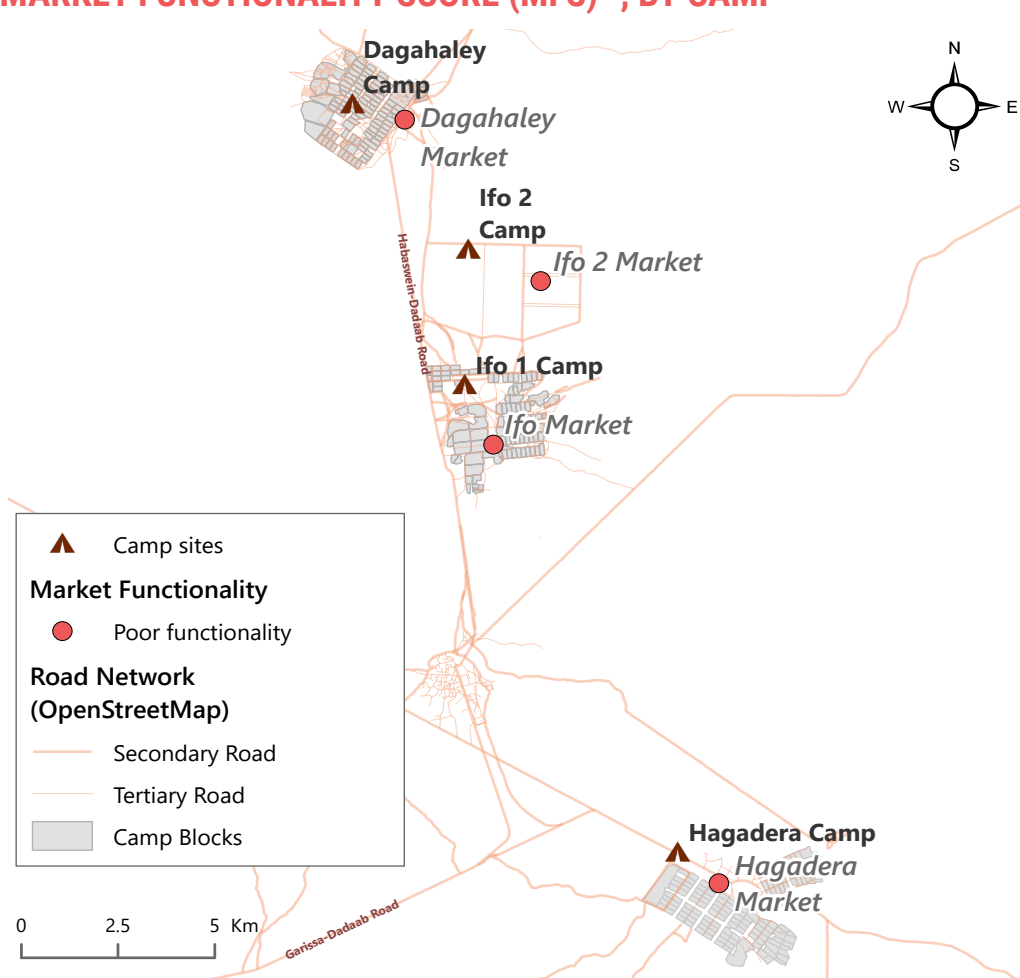 Dagahaley
Camp
Dagahaley
Market
N
W
E
S
Ifo 2
Camp
Ifo 2 Market
Habaswein-Dadaab Road
Ifo 1 Camp
Ifo Market
Camp sites
Market Functionality
Poor functionality
Road Network
(OpenStreetMap)
Secondary Road
Tertiary Road
Camp Blocks
Hagadera Camp
Hagadera
Market
0 2.5 5 Km
Garissa-Dadaab Road